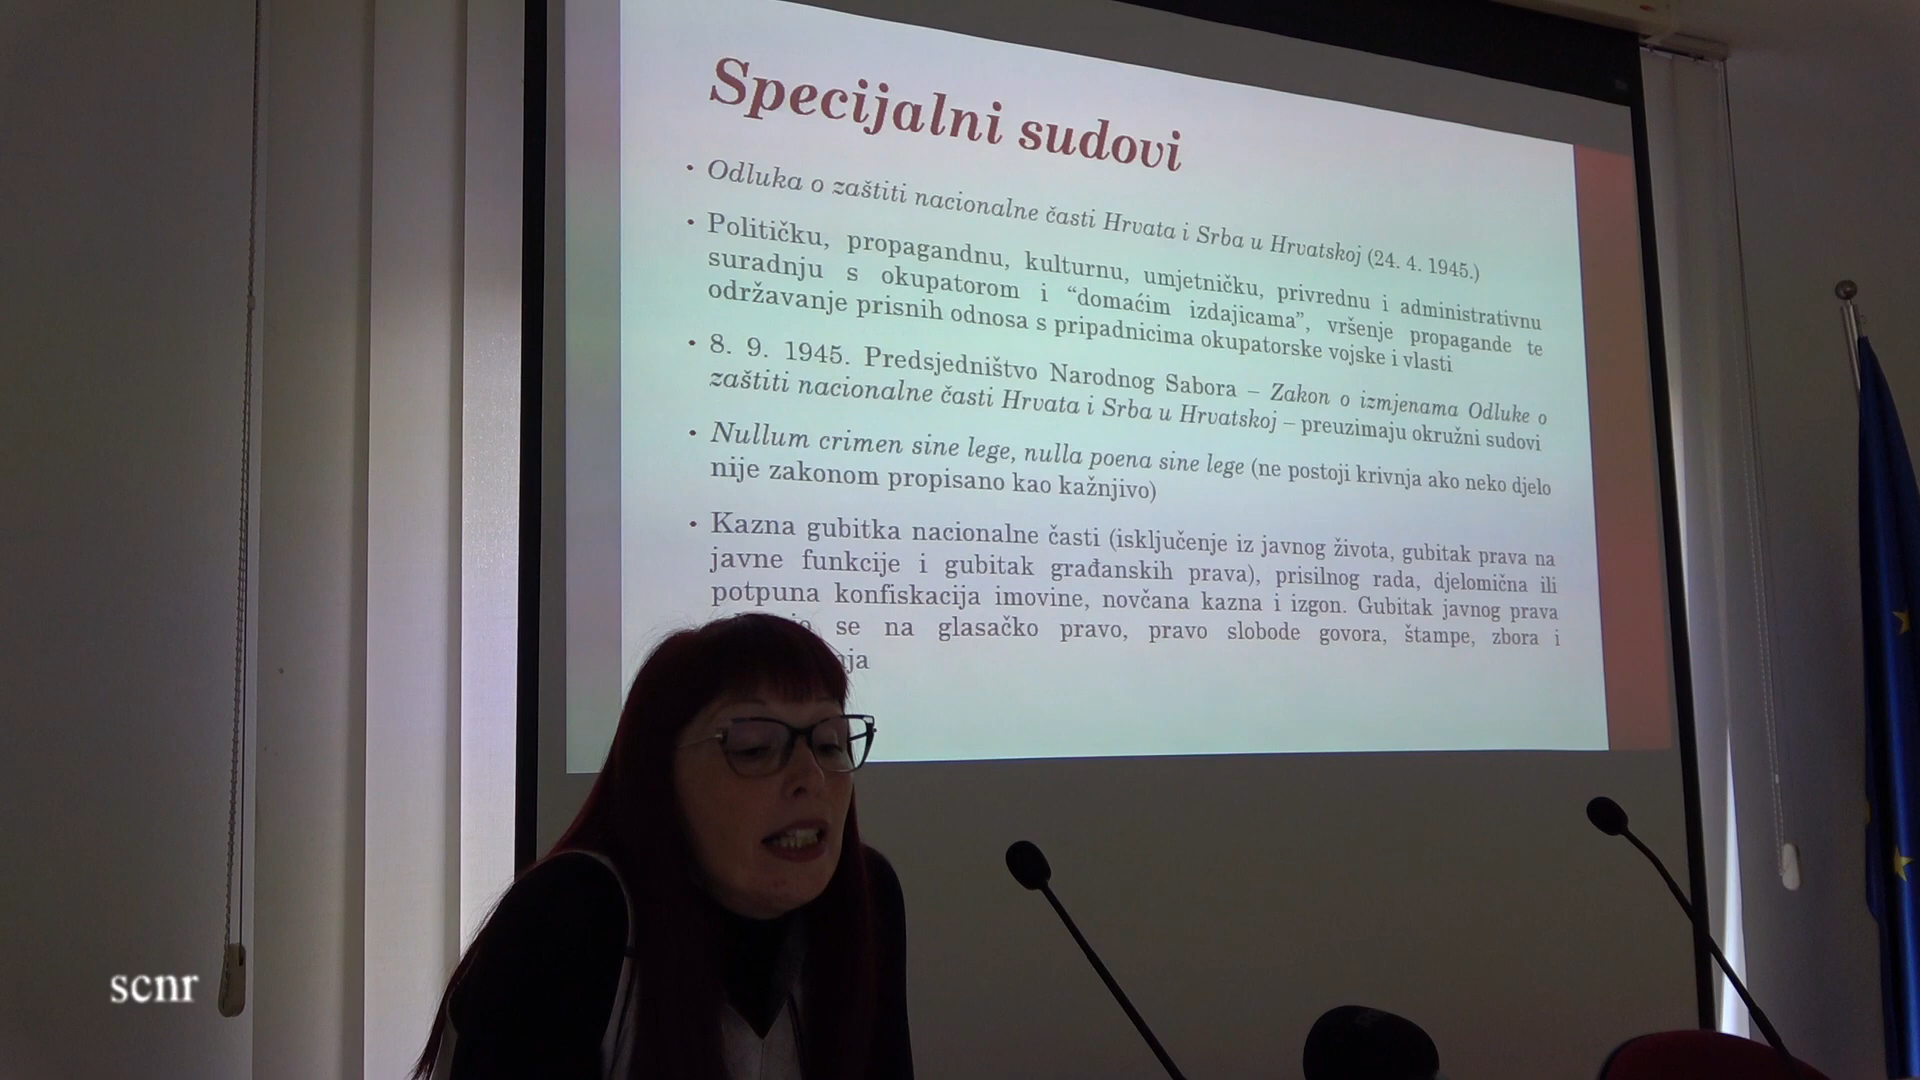 Specijalni sudovi
• Odluka o zaštiti nacionalne časti Hrvata i Srba u Hrvatskoj (24. 4. 1945.)
• Političku, propagandnu, kulturnu, umjetničku, privrednu i administrativnu
suradnju s okupatorom i “domaćim izdajicama”, vršenje propagande te
održavanje prisnih odnosa s pripadnicima okupatorske vojske i vlasti
• 8. 9. 1945. Predsjedništvo Narodnog Sabora – Zakon o izmjenama Odluke o
zaštiti nacionalne časti Hrvata i Srba u Hrvatskoj – preuzimaju okružni sudovi
• Nullum crimen sine lege, nulla poena sine lege (ne postoji krivnja ako neko djelo
nije zakonom propisano kao kažnjivo)
• Kazna gubitka nacionalne časti (isključenje iz javnog života, gubitak prava na
javne funkcije i gubitak građanskih prava), prisilnog rada, djelomična ili
potpuna konfiskacija imovine, novčana kazna i izgon. Gubitak javnog prava
se na glasačko pravo, pravo slobode govora, štampe, zbora i
scnr